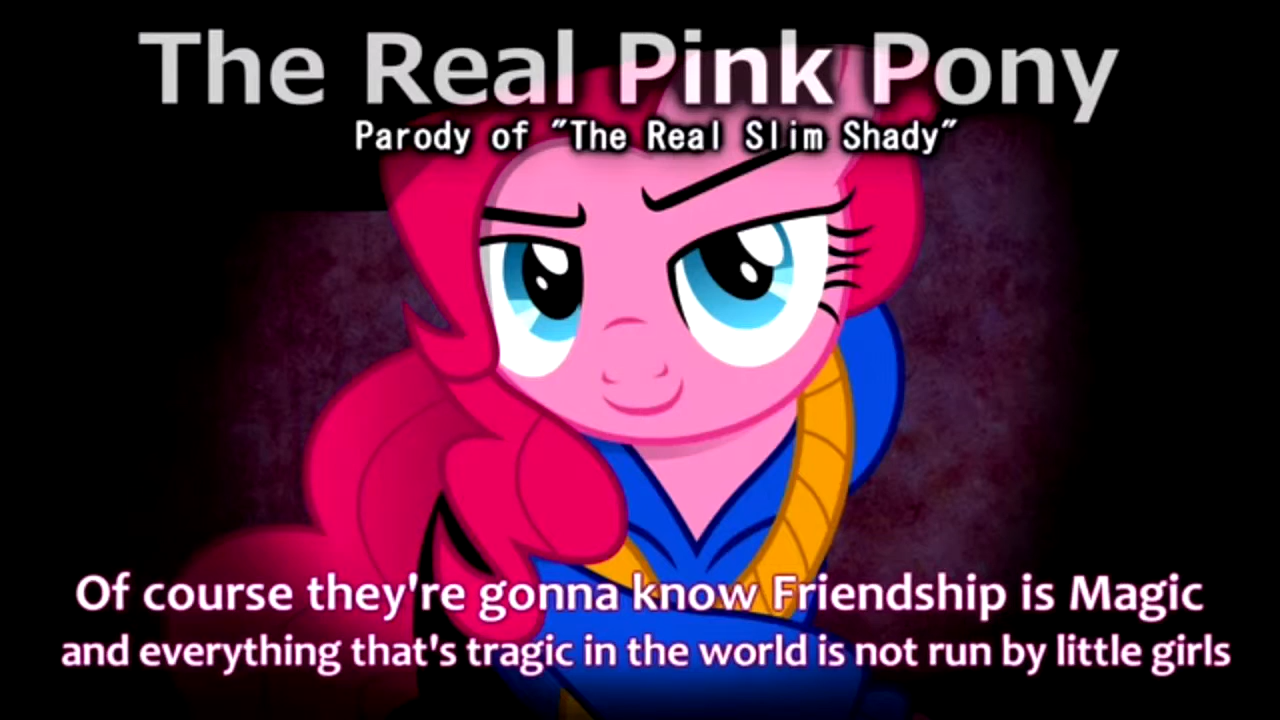 The Real Pink Pony
Parody of "The Real Slim Shady"
Of course they're gonna know Friendship is Magic
and everything that's tragic in the world is not run by little girls